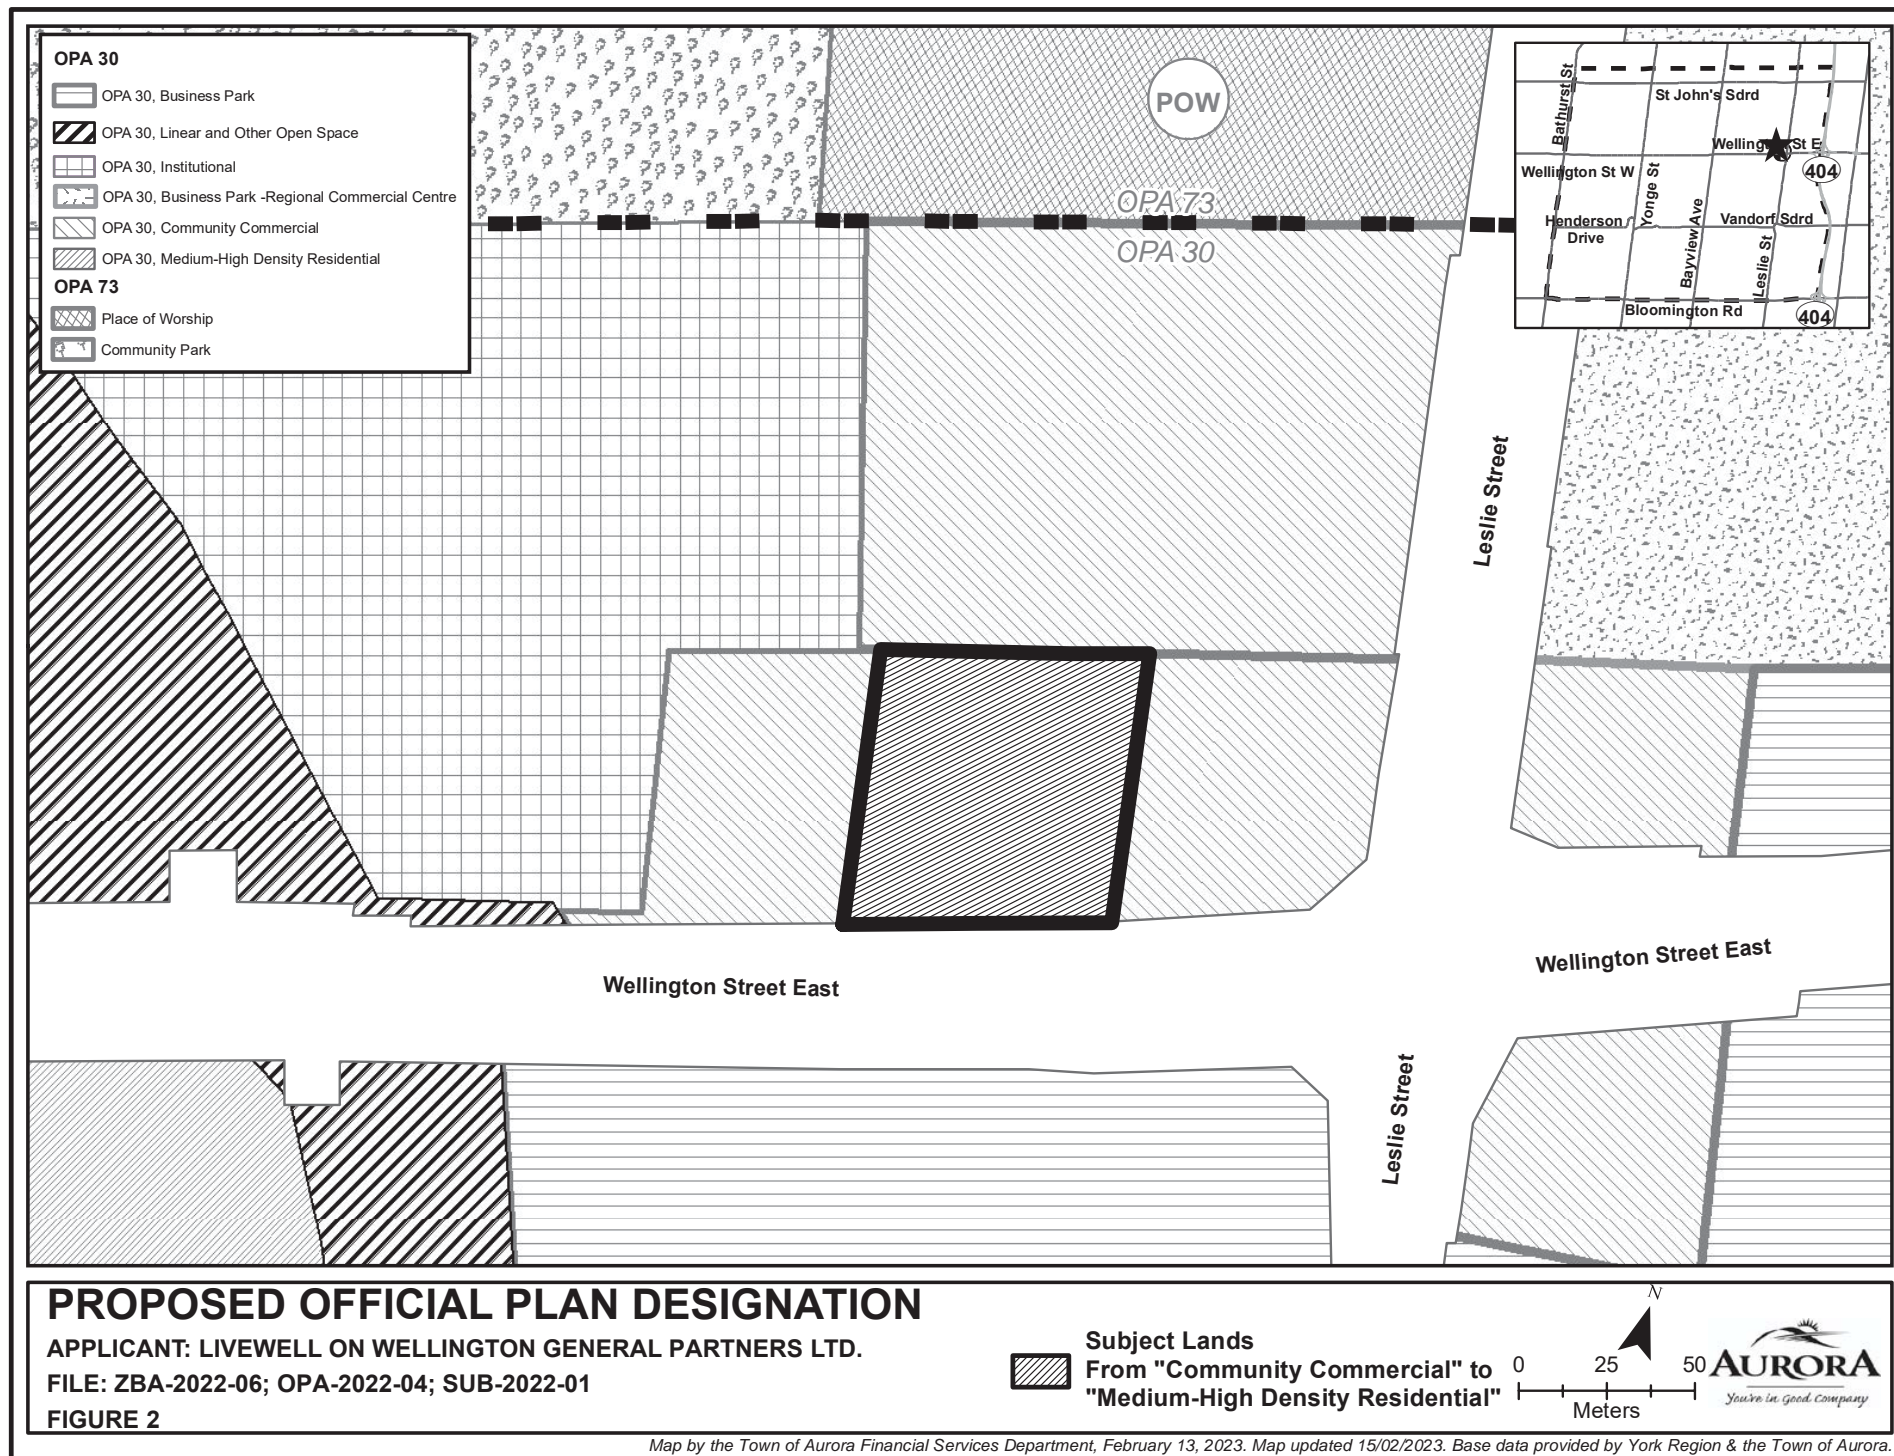 OPA 30
OPA 30, Business Park
OPA 30, Linear and Other Open Space
OPA 30, Institutional
OPA 30, Business Park -Regional Commercial Centre
OPA 30, Community Commercial
OPA 30, Medium-High Density Residential
OPA 73
Place of Worship
Community Park
POW
OPA 73
OPA 30
Bathurst St
St John's Sdrd
Welling St E
Wellington St W
404
Yonge St
Henderson
Drive
Bayview Ave
Vandorf Sdrd
Leslie St
Bloomington Rd
404
Leslie Street
Wellington Street East
Wellington Street East
Leslie Street
PROPOSED OFFICIAL PLAN DESIGNATION
APPLICANT: LIVEWELL ON WELLINGTON GENERAL PARTNERS LTD.
FILE: ZBA-2022-06; OPA-2022-04; SUB-2022-01
FIGURE 2
Subject Lands
From "Community Commercial" to
"Medium-High Density Residential"
N
0 25 50
Meters
AURORA
You're in Good Company
Map by the Town of Aurora Financial Services Department, February 13, 2023. Map updated 15/02/2023. Base data provided by York Region & the Town of Aurora